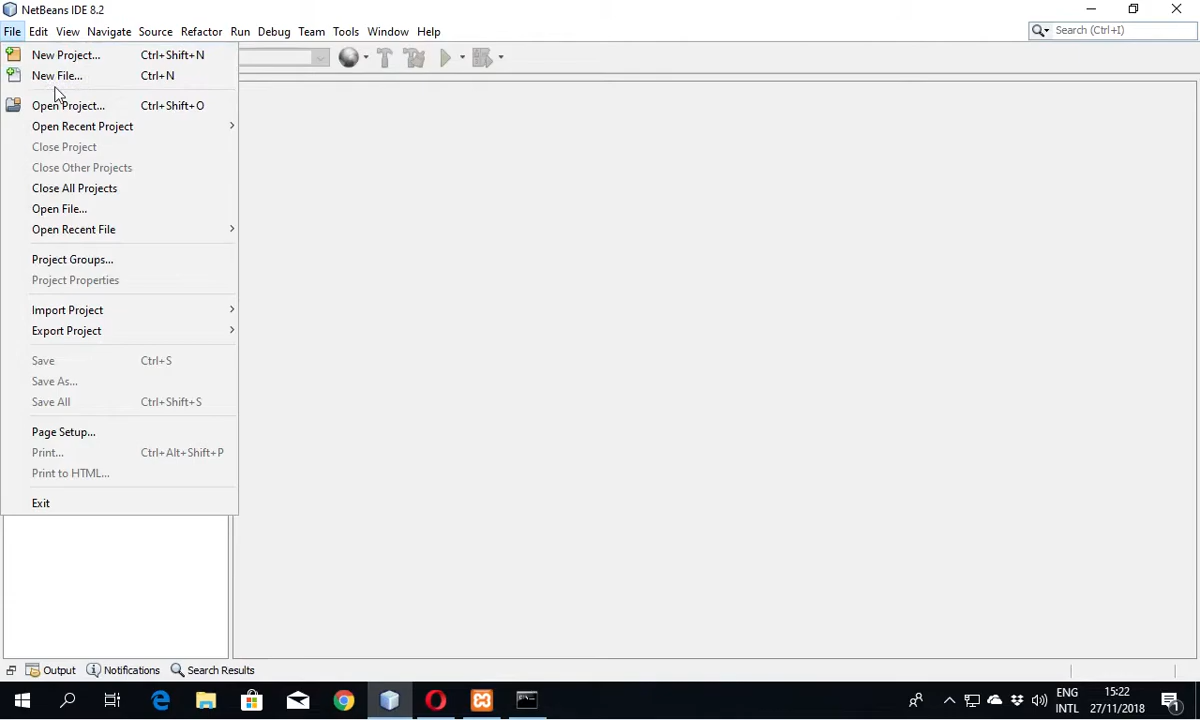 NetBeans IDE 8.2
File Edit View Navigate Source Refactor Run Debug Team Tools Window Help
Search (Ctrl+I)
New Project... Ctrl+Shift+N
New File... Ctrl+N
Open Project... Ctrl+Shift+O
Open Recent Project
Close Project
Close Other Projects
Close All Projects
Open File...
Open Recent File
Project Groups...
Project Properties
Import Project
Export Project
Save Ctrl+S
Save As...
Save All Ctrl+Shift+S
Page Setup...
Print... Ctrl+Alt+Shift+P
Print to HTML...
Exit
Output Notifications Search Results
ENG 15:22
INTL 27/11/2018 1